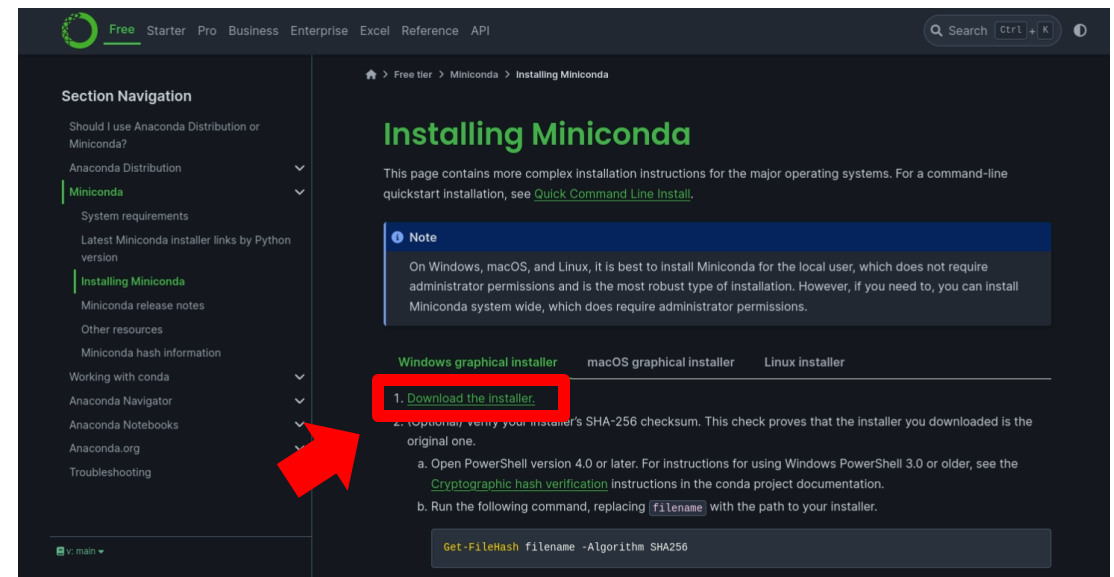 Free Starter Pro Business Enterprise Excel Reference API
Search Ctrl + K
Section Navigation
Should I use Anaconda Distribution or
Miniconda?
Anaconda Distribution
Miniconda
System requirements
Latest Miniconda installer links by Python
version
Installing Miniconda
Miniconda release notes
Other resources
Miniconda hash information
Working with conda
Anaconda Navigator
Anaconda Notebooks
Anaconda.org
Troubleshooting
v: main
Free tier > Miniconda > Installing Miniconda
Installing Miniconda
This page contains more complex installation instructions for the major operating systems. For a command-line
quickstart installation, see Quick Command Line Install.
Note
On Windows, macOS, and Linux, it is best to install Miniconda for the local user, which does not require
administrator permissions and is the most robust type of installation. However, if you need to, you can install
Miniconda system wide, which does require administrator permissions.
Windows graphical installer macOS graphical installer Linux installer
1. Download the installer.
2. (Optional) Verify your installer's SHA-256 checksum. This check proves that the installer you downloaded is the
original one.
a. Open PowerShell version 4.0 or later. For instructions for using Windows PowerShell 3.0 or older, see the
Cryptographic hash verification instructions in the conda project documentation.
b. Run the following command, replacing filename with the path to your installer.
Get-FileHash filename -Algorithm SHA256